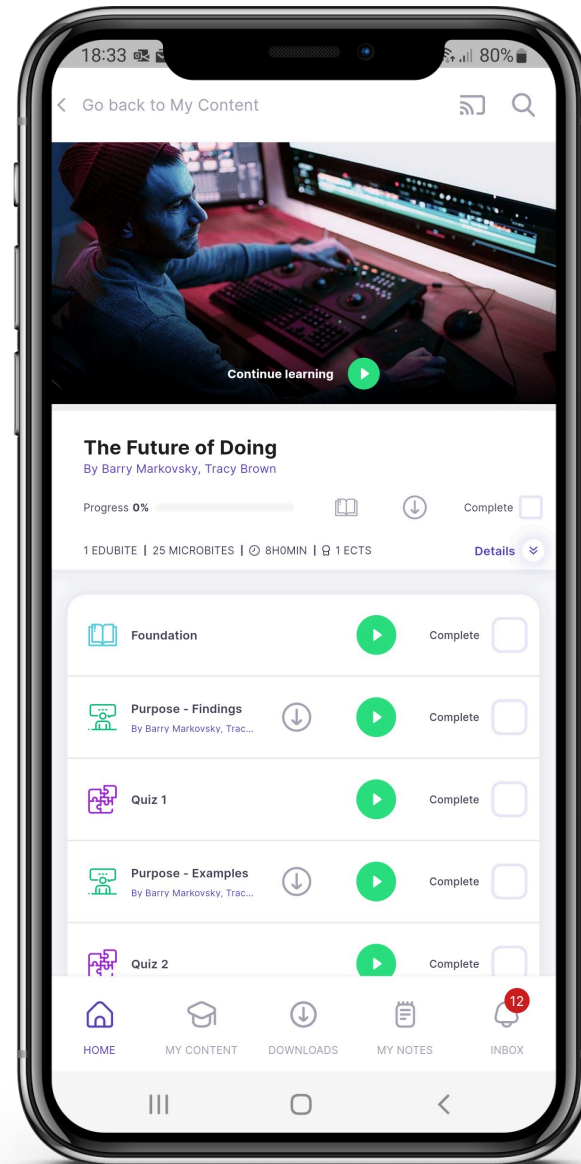 18:33
80%
Go back to My Content
Continue learning
The Future of Doing
By Barry Markovsky, Tracy Brown
Progress 0%
Complete
1 EDUBITE | 25 MICROBITES | 8H0MIN | 1 ECTS
Details
Foundation
Complete
Purpose - Findings
By Barry Markovsky, Trac...
Complete
Quiz 1
Complete
Purpose - Examples
By Barry Markovsky, Trac...
Complete
Quiz 2
Complete
12
HOME
MY CONTENT
DOWNLOADS
MY NOTES
INBOX